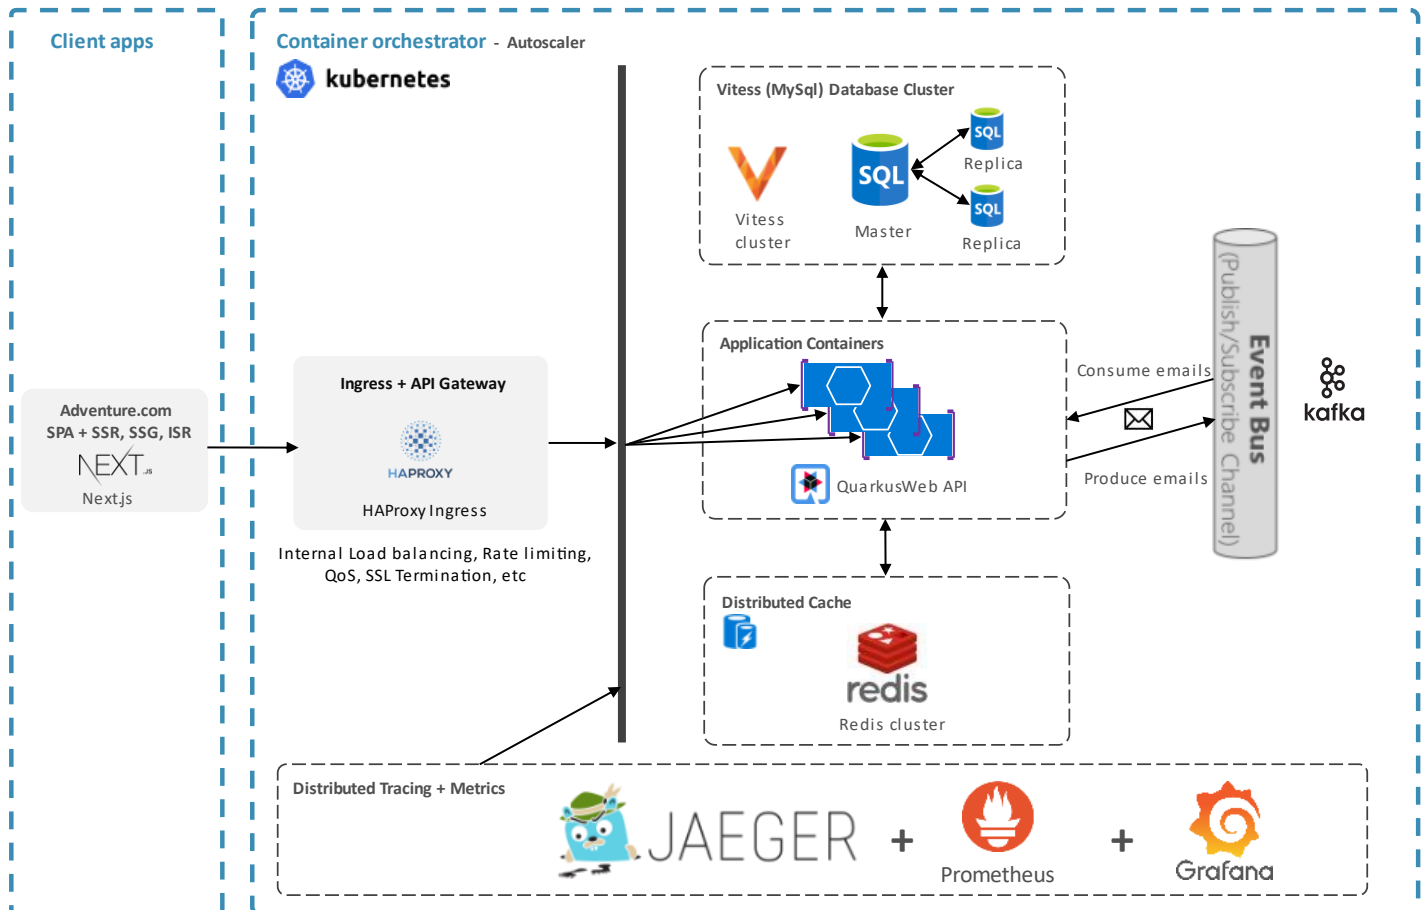 Client apps
Container orchestrator - Autoscaler
kubernetes
Adventure.com
SPA + SSR, SSG, ISR
NEXT.JS
Next.js
Ingress + API Gateway
HAPROXY
HAProxy Ingress
Internal Load balancing, Rate limiting,
QoS, SSL Termination, etc
Vitess (MySql) Database Cluster
Vitess
cluster
SQL
Master
SQL
Replica
SQL
Replica
Application Containers
QuarkusWeb API
Consume emails
Produce emails
Event Bus
(Publish/Subscribe Channel)
kafka
Distributed Cache
redis
Redis cluster
Distributed Tracing + Metrics
JAEGER
+
Prometheus
+
Grafana